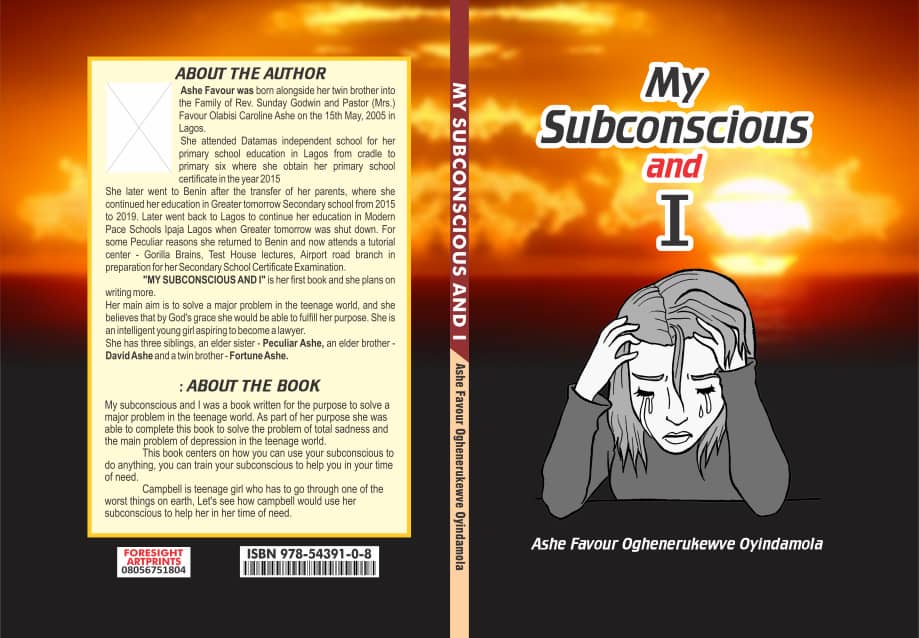 ABOUT THE AUTHOR
Ashe Favour was born alongside her twin brother into
the Family of Rev. Sunday Godwin and Pastor (Mrs.)
Favour Olabisi Caroline Ashe on the 15th May, 2005 in
Lagos.
She attended Datamas independent school for her
primary school education in Lagos from cradle to
primary six where she obtain her primary school
certificate in the year 2015
She later went to Benin after the transfer of her parents, where she
continued her education in Greater tomorrow Secondary school from 2015
to 2019. Later went back to Lagos to continue her education in Modern
Pace Schools Ipaja Lagos when Greater tomorrow was shut down. For
some Peculiar reasons she returned to Benin and now attends a tutorial
center - Gorilla Brains, Test House lectures, Airport road branch in
preparation for her Secondary School Certificate Examination.
"MY SUBCONSCIOUS AND I" is her first book and she plans on
writing more.
Her main aim is to solve a major problem in the teenage world, and she
believes that by God's grace she would be able to fulfill her purpose. She is
an intelligent young girl aspiring to become a lawyer.
She has three siblings, an elder sister - Peculiar Ashe, an elder brother -
David Ashe and a twin brother - Fortune Ashe.
: ABOUT THE BOOK
My subconscious and I was a book written for the purpose to solve a
major problem in the teenage world. As part of her purpose she was
able to complete this book to solve the problem of total sadness and
the main problem of depression in the teenage world.
This book centers on how you can use your subconscious to
do anything, you can train your subconscious to help you in your time
of need.
Campbell is teenage girl who has to go through one of the
worst things on earth, Let's see how campbell would use her
subconscious to help her in her time of need.
FORESIGHT
ARTPRINTS
08056751804
ISBN 978-54391-0-8
MY SUBCONSCIOUS AND I
Ashe Favour Oghenerukewve Oyindamola
My
Subconscious
and
I
Ashe Favour Oghenerukewve Oyindamola